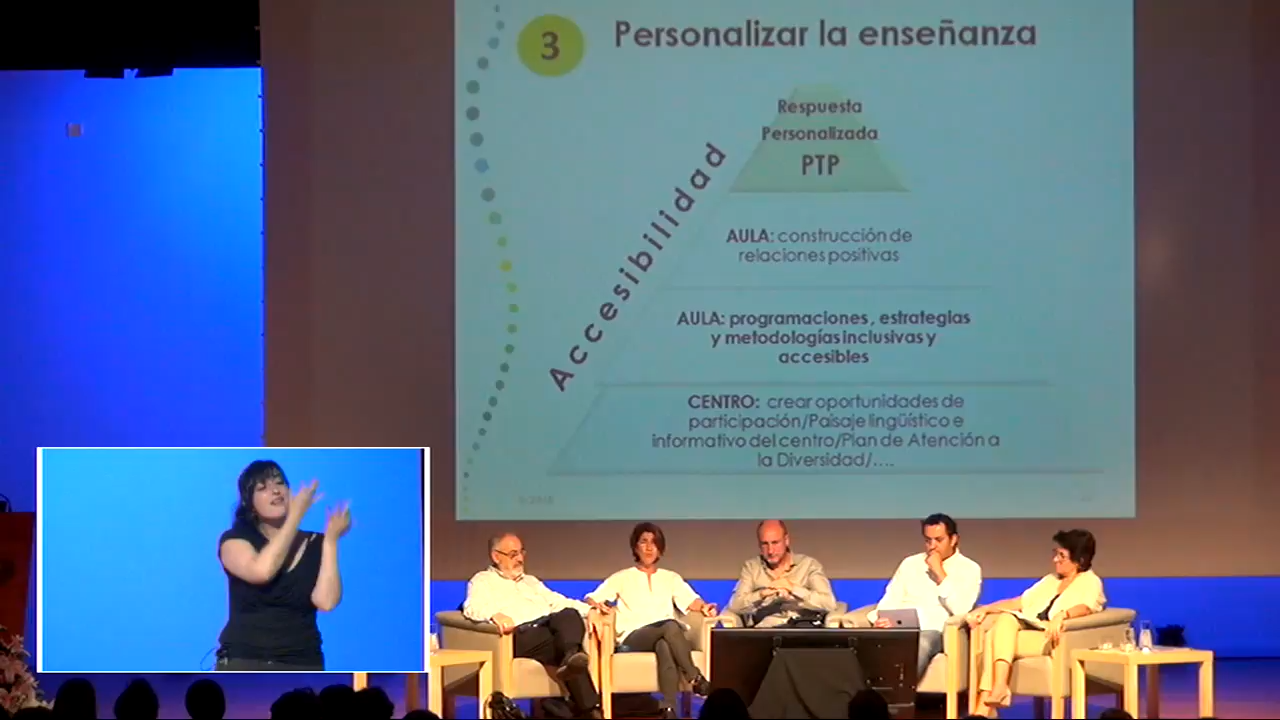 3
Personalizar la enseñanza
Respuesta
Personalizada
PTP
Accesibilidad
AULA: construcción de
relaciones positivas
AULA: programaciones, estrategias
y metodologías inclusivas y
accesibles
CENTRO: crear oportunidades de
participación/Paisaje lingüístico e
informativo del centro/Plan de Atención a
la Diversidad/....